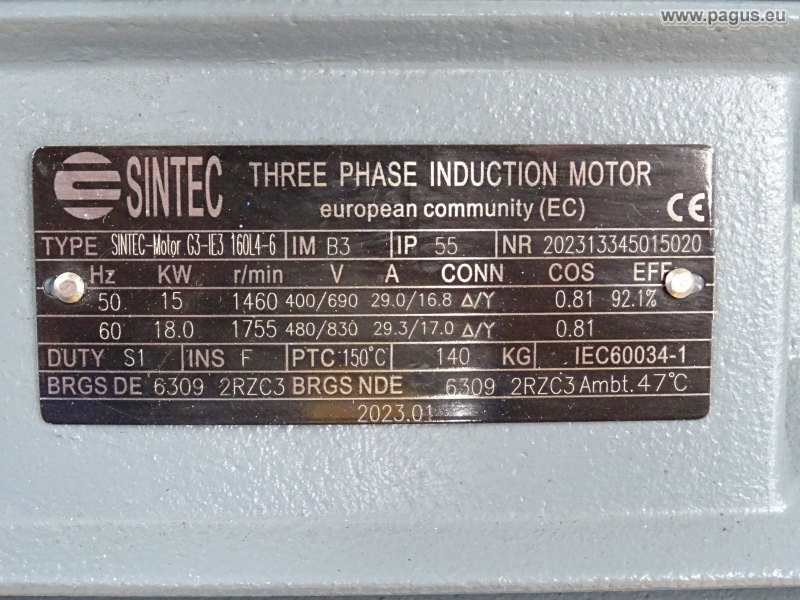 www.pagus.eu
SINTEC THREE PHASE INDUCTION MOTOR
european community (EC) CE
TYPE SINTEC-Motor G3-IE3 160L4-6 IM B3 IP 55 NR 202313345015020
Hz KW r/min V A CONN COS EFF
50 15 1460 400/690 29.0/16.8 Δ/Y 0.81 92.1%
60 18.0 1755 480/830 29.3/17.0 Δ/Y 0.81
DUTY S1 INS F PTC 150°C 140 KG IEC60034-1
BRGS DE 6309 2RZC3 BRGS NDE 6309 2RZC3 Ambt. 47°C
2023.01